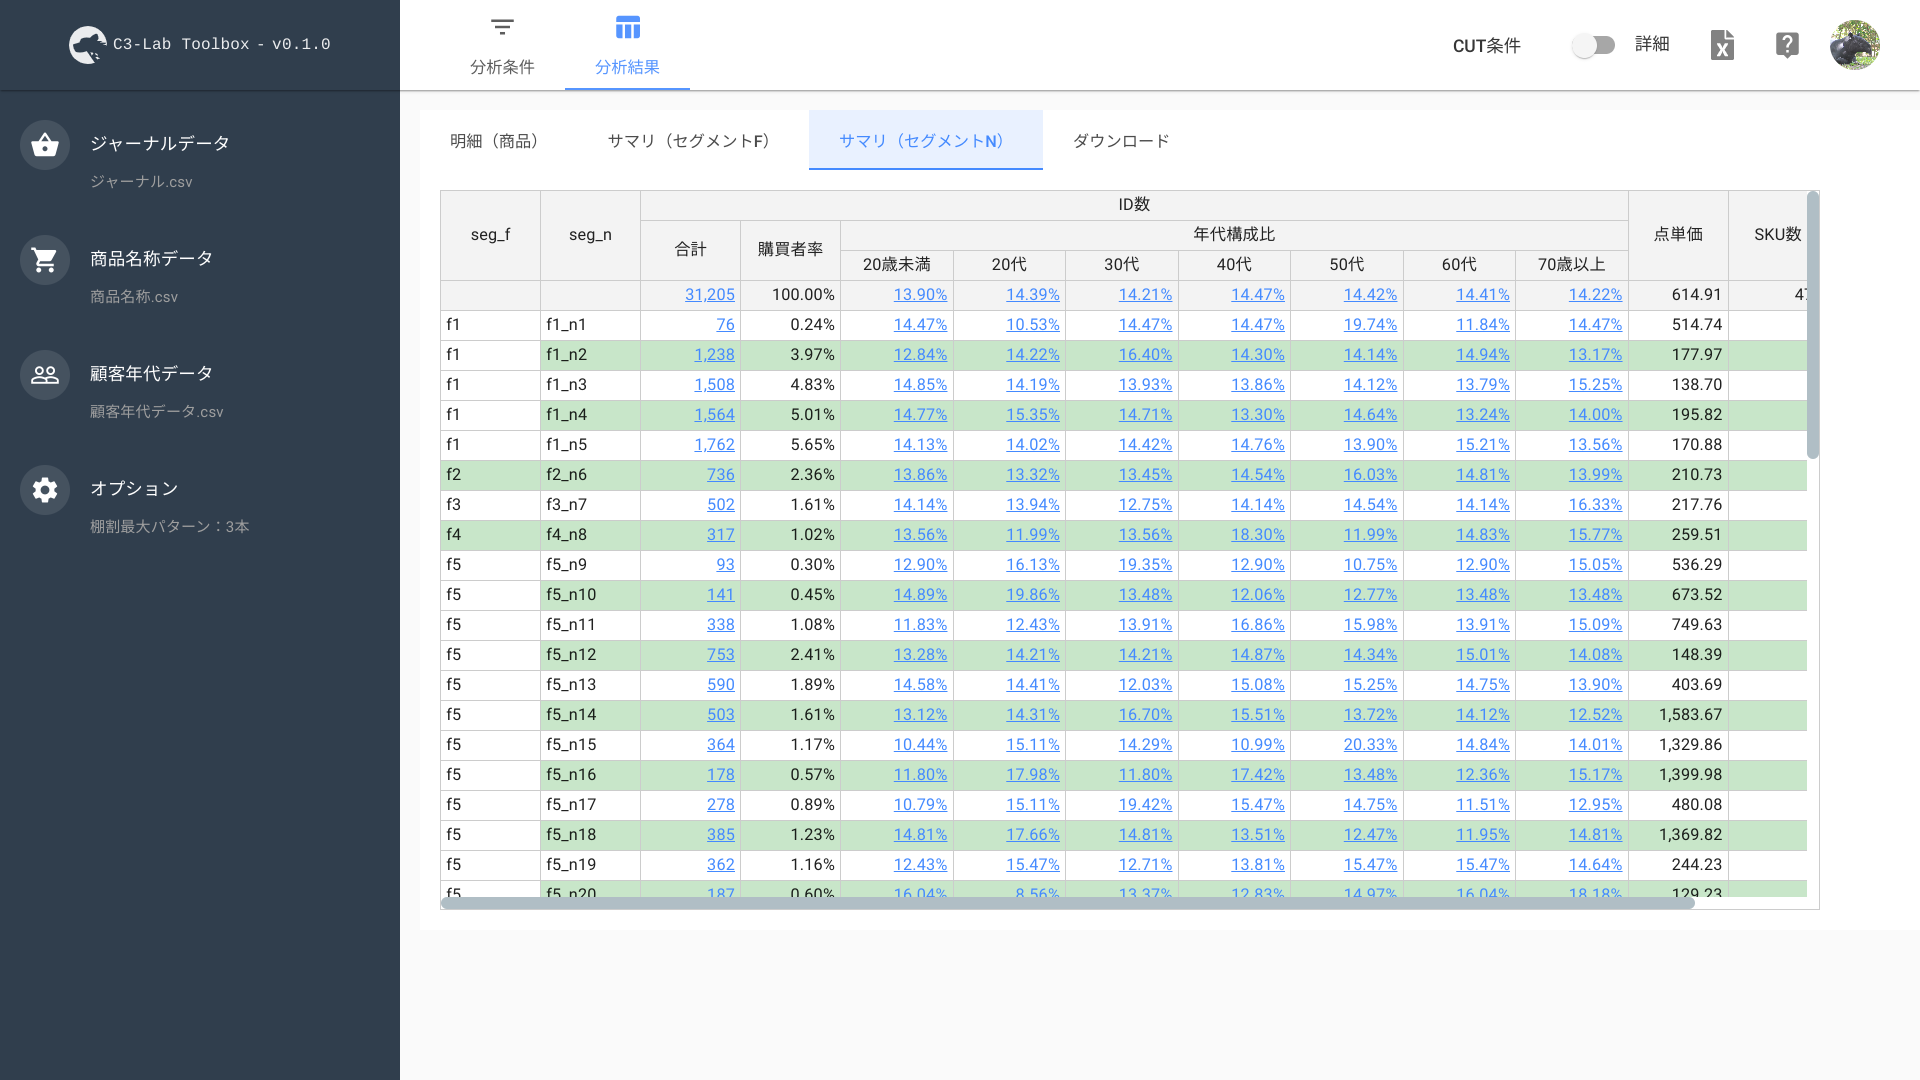 C3-Lab Toolbox - v0.1.0
分析条件
分析結果
CUT条件
詳細
ジャーナルデータ
ジャーナル.csv
商品名称データ
商品名称.csv
顧客年代データ
顧客年代データ.csv
オプション
棚割最大パターン：3本
明細（商品） サマリ（セグメントF） サマリ（セグメントN） ダウンロード
seg_f seg_n ID数 点単価 SKU数
合計 購買者率 年代構成比
20歳未満 20代 30代 40代 50代 60代 70歳以上
31,205 100.00% 13.90% 14.39% 14.21% 14.47% 14.42% 14.41% 14.22% 614.91
f1 f1_n1 76 0.24% 14.47% 10.53% 14.47% 14.47% 19.74% 11.84% 14.47% 514.74
f1 f1_n2 1,238 3.97% 12.84% 14.22% 16.40% 14.30% 14.14% 14.94% 13.17% 177.97
f1 f1_n3 1,508 4.83% 14.85% 14.19% 13.93% 13.86% 14.12% 13.79% 15.25% 138.70
f1 f1_n4 1,564 5.01% 14.77% 15.35% 14.71% 13.30% 14.64% 13.24% 14.00% 195.82
f1 f1_n5 1,762 5.65% 14.13% 14.02% 14.42% 14.76% 13.90% 15.21% 13.56% 170.88
f2 f2_n6 736 2.36% 13.86% 13.32% 13.45% 14.54% 16.03% 14.81% 13.99% 210.73
f3 f3_n7 502 1.61% 14.14% 13.94% 12.75% 14.14% 14.54% 14.14% 16.33% 217.76
f4 f4_n8 317 1.02% 13.56% 11.99% 13.56% 18.30% 11.99% 14.83% 15.77% 259.51
f5 f5_n9 93 0.30% 12.90% 16.13% 19.35% 12.90% 10.75% 12.90% 15.05% 536.29
f5 f5_n10 141 0.45% 14.89% 19.86% 13.48% 12.06% 12.77% 13.48% 13.48% 673.52
f5 f5_n11 338 1.08% 11.83% 12.43% 13.91% 16.86% 15.98% 13.91% 15.09% 749.63
f5 f5_n12 753 2.41% 13.28% 14.21% 14.21% 14.87% 14.34% 15.01% 14.08% 148.39
f5 f5_n13 590 1.89% 14.58% 14.41% 12.03% 15.08% 15.25% 14.75% 13.90% 403.69
f5 f5_n14 503 1.61% 13.12% 14.31% 16.70% 15.51% 13.72% 14.12% 12.52% 1,583.67
f5 f5_n15 364 1.17% 10.44% 15.11% 14.29% 10.99% 20.33% 14.84% 14.01% 1,329.86
f5 f5_n16 178 0.57% 11.80% 17.98% 11.80% 17.42% 13.48% 12.36% 15.17% 1,399.98
f5 f5_n17 278 0.89% 10.79% 15.11% 19.42% 15.47% 14.75% 11.51% 12.95% 480.08
f5 f5_n18 385 1.23% 14.81% 17.66% 14.81% 13.51% 12.47% 11.95% 14.81% 1,369.82
f5 f5_n19 362 1.16% 12.43% 15.47% 12.71% 13.81% 15.47% 15.47% 14.64% 244.23
f5 f5_n20 187 0.60% 16.04% 8.56% 13.37% 12.83% 14.97% 16.04% 18.18% 129.23